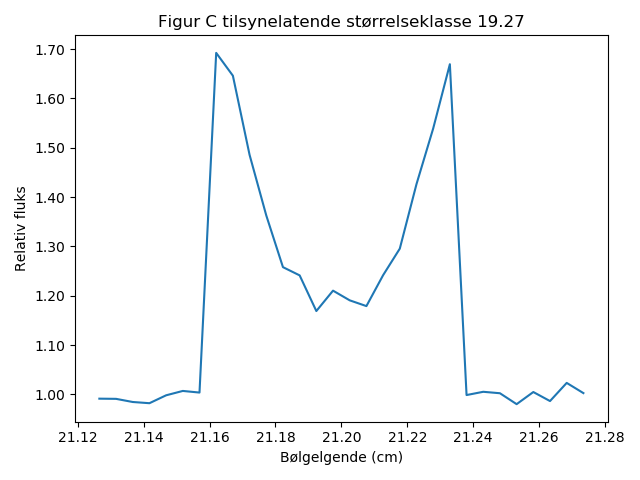 Figur C tilsynelatende størrelseklasse 19.27
1.70
1.60
1.50
1.40
1.30
1.20
1.10
1.00
Relativ fluks
21.12 21.14 21.16 21.18 21.20 21.22 21.24 21.26 21.28
Bølgelgende (cm)